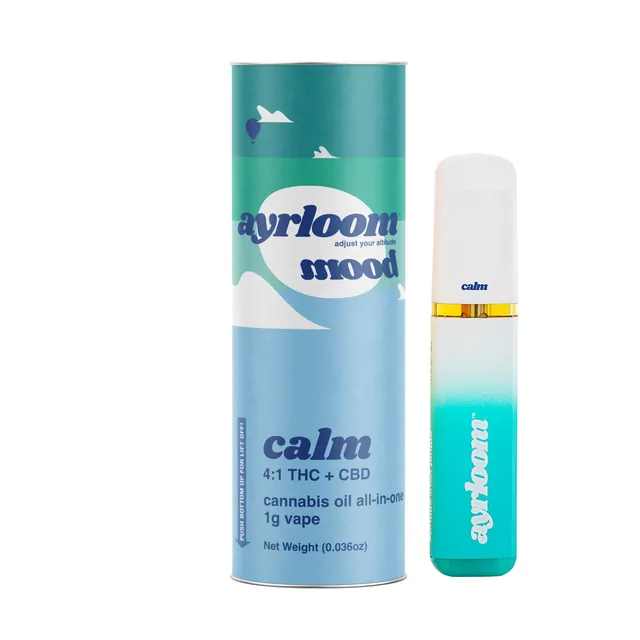 ayrloom
adjust your altitude
mood
calm
4:1 THC + CBD
cannabis oil all-in-one
1g vape
Net Weight (0.036oz)
PUSH BOTTOM UP FOR LIFT OFF!
calm
ayrloom™